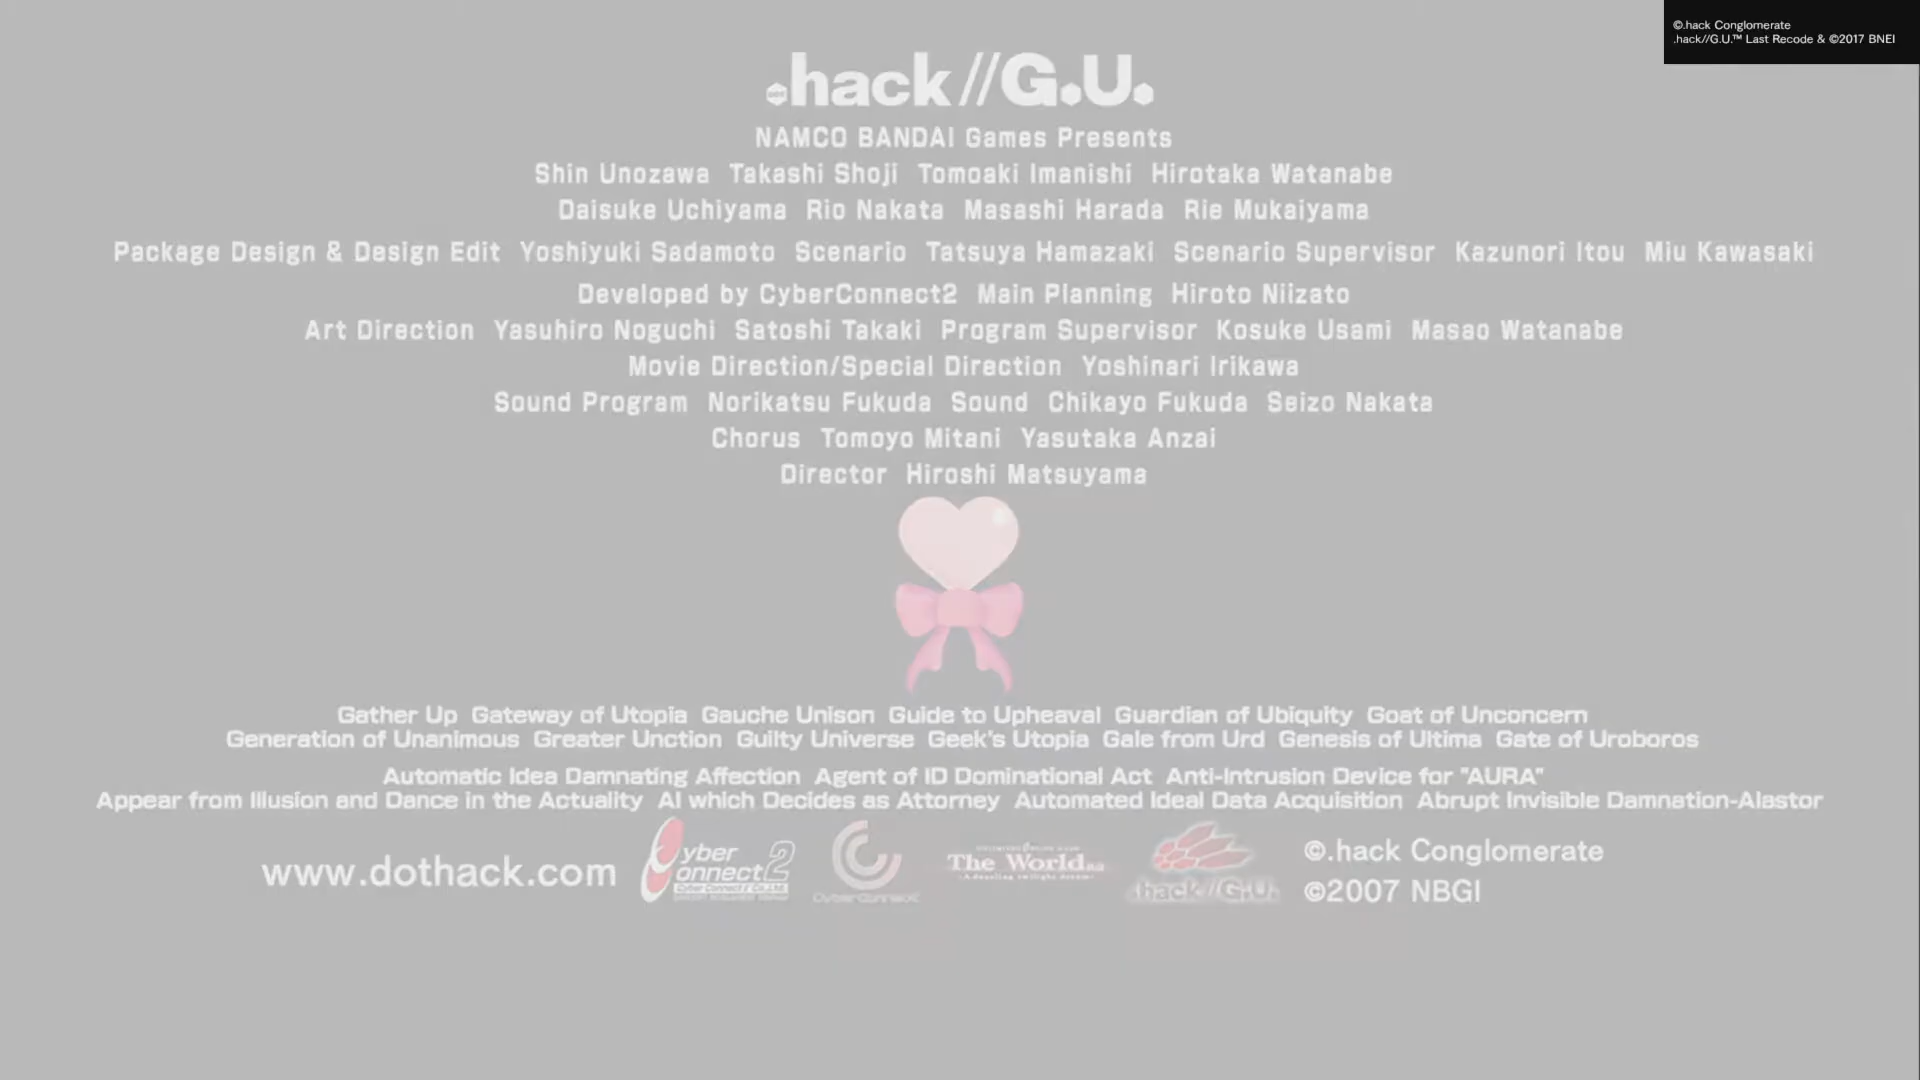 ©.hack Conglomerate
.hack//G.U.™ Last Recode & ©2017 BNEI
.hack//G.U.
NAMCO BANDAI Games Presents
Shin Unozawa Takashi Shoji Tomoaki Imanishi Hirotaka Watanabe
Daisuke Uchiyama Rio Nakata Masashi Harada Rie Mukaiyama
Package Design & Design Edit Yoshiyuki Sadamoto Scenario Tatsuya Hamazaki Scenario Supervisor Kazunori Itou Miu Kawasaki
Developed by CyberConnect2 Main Planning Hiroto Niizato
Art Direction Yasuhiro Noguchi Satoshi Takaki Program Supervisor Kosuke Usami Masao Watanabe
Movie Direction/Special Direction Yoshinari Irikawa
Sound Program Norikatsu Fukuda Sound Chikayo Fukuda Seizo Nakata
Chorus Tomoyo Mitani Yasutaka Anzai
Director Hiroshi Matsuyama
Gather Up Gateway of Utopia Gauche Unison Guide to Upheaval Guardian of Ubiquity Goat of Unconcern
Generation of Unanimous Greater Unction Guilty Universe Geek's Utopia Gale from Urd Genesis of Ultima Gate of Uroboros
Automatic Idea Damnating Affection Agent of ID Dominational Act Anti-Intrusion Device for "AURA"
Appear from Illusion and Dance in the Actuality AI which Decides as Attorney Automated Ideal Data Acquisition Abrupt Invisible Damnation-Alastor
www.dothack.com Cyber Connect2 The World .hack//G.U. ©.hack Conglomerate
©2007 NBGI